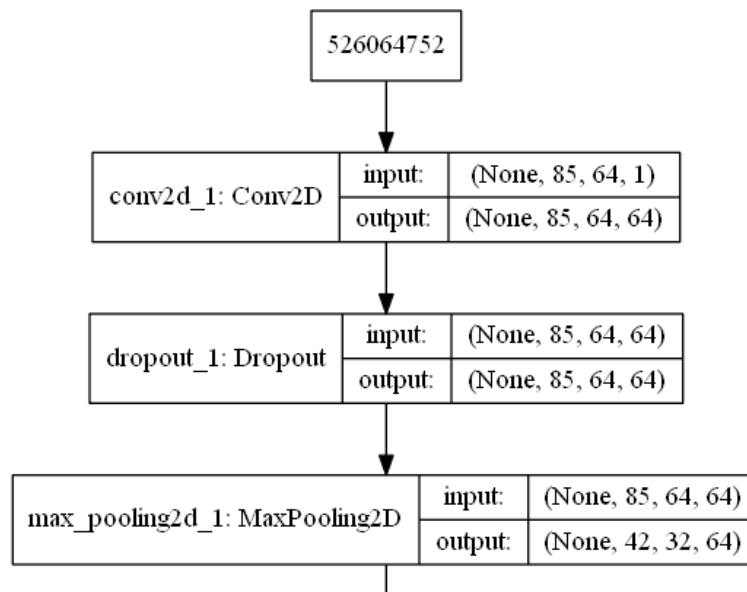 526064752
conv2d_1: Conv2D
input:
(None, 85, 64, 1)
output:
(None, 85, 64, 64)
dropout_1: Dropout
input:
(None, 85, 64, 64)
output:
(None, 85, 64, 64)
max_pooling2d_1: MaxPooling2D
input:
(None, 85, 64, 64)
output:
(None, 42, 32, 64)